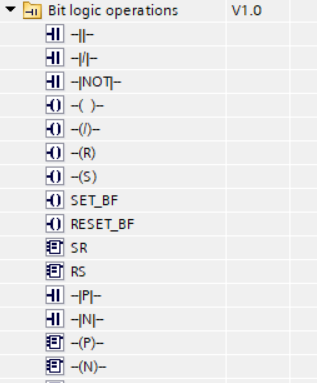 Bit logic operations V1.0
-||-
-|/|-
-|NOT|-
-( )-
-(/)-
-(R)
-(S)
SET_BF
RESET_BF
SR
RS
-|P|-
-|N|-
-(P)-
-(N)-